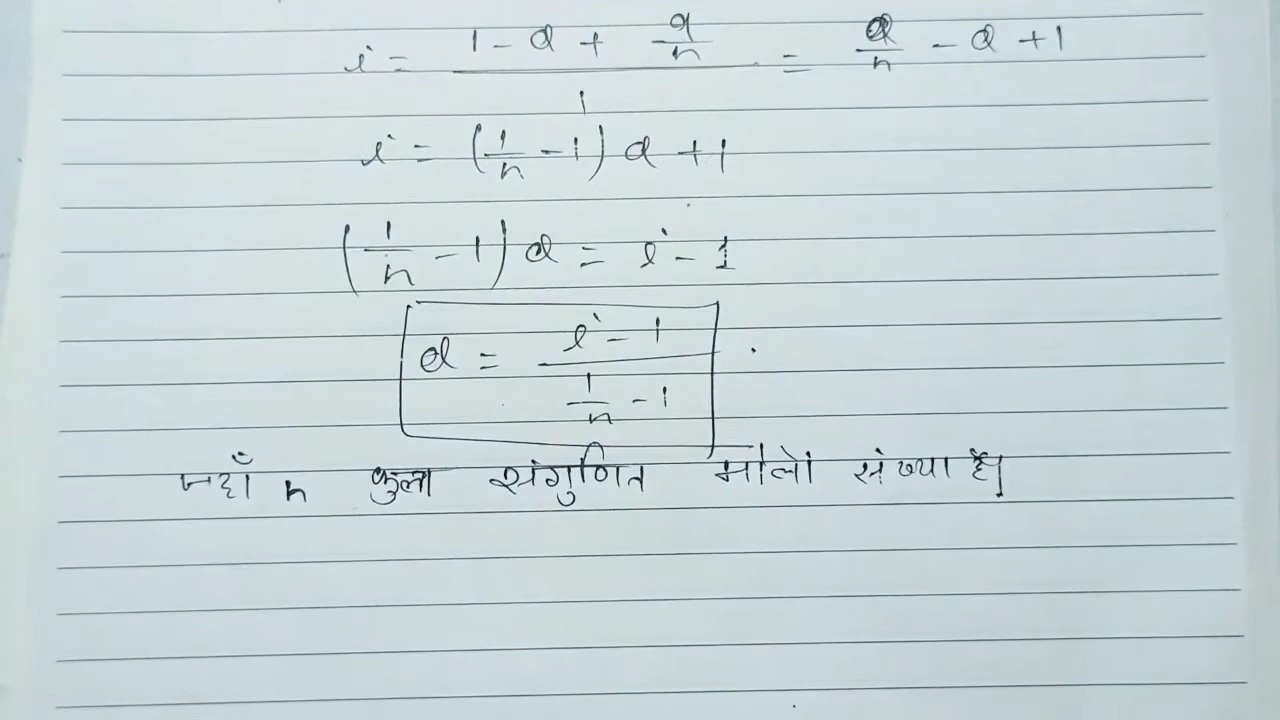 i = (1 - α + α/n) / 1 = α/n - α + 1
i = (1/n - 1) α + 1
(1/n - 1) α = i - 1
α = (i - 1) / (1/n - 1)
जहाँ n कुल संगुणित मोलों संख्या है।